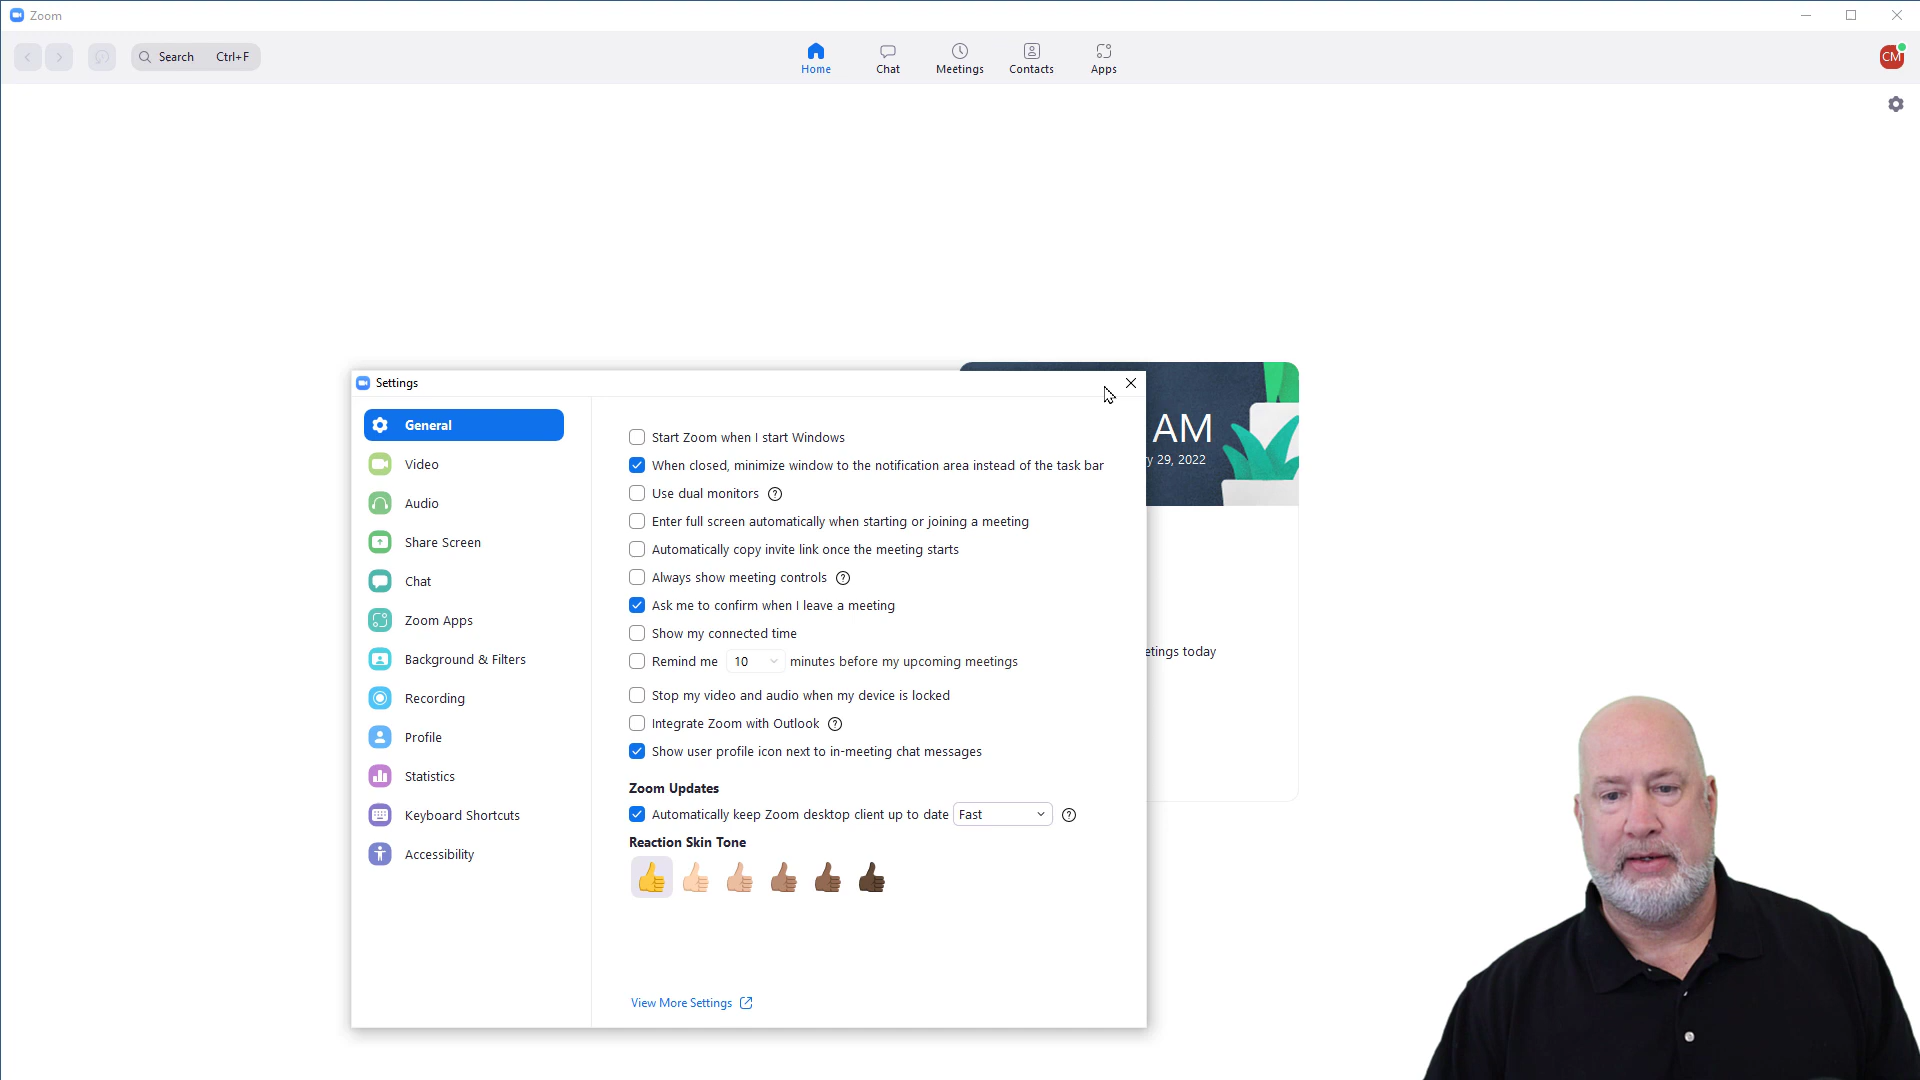 Zoom
Search Ctrl+F
Home
Chat
Meetings
Contacts
Apps
CM
Settings
General
Video
Audio
Share Screen
Chat
Zoom Apps
Background & Filters
Recording
Profile
Statistics
Keyboard Shortcuts
Accessibility
Start Zoom when I start Windows
When closed, minimize window to the notification area instead of the task bar
Use dual monitors ?
Enter full screen automatically when starting or joining a meeting
Automatically copy invite link once the meeting starts
Always show meeting controls ?
Ask me to confirm when I leave a meeting
Show my connected time
Remind me 10 minutes before my upcoming meetings
Stop my video and audio when my device is locked
Integrate Zoom with Outlook ?
Show user profile icon next to in-meeting chat messages
Zoom Updates
Automatically keep Zoom desktop client up to date Fast ?
Reaction Skin Tone
View More Settings
AM
y 29, 2022
etings today